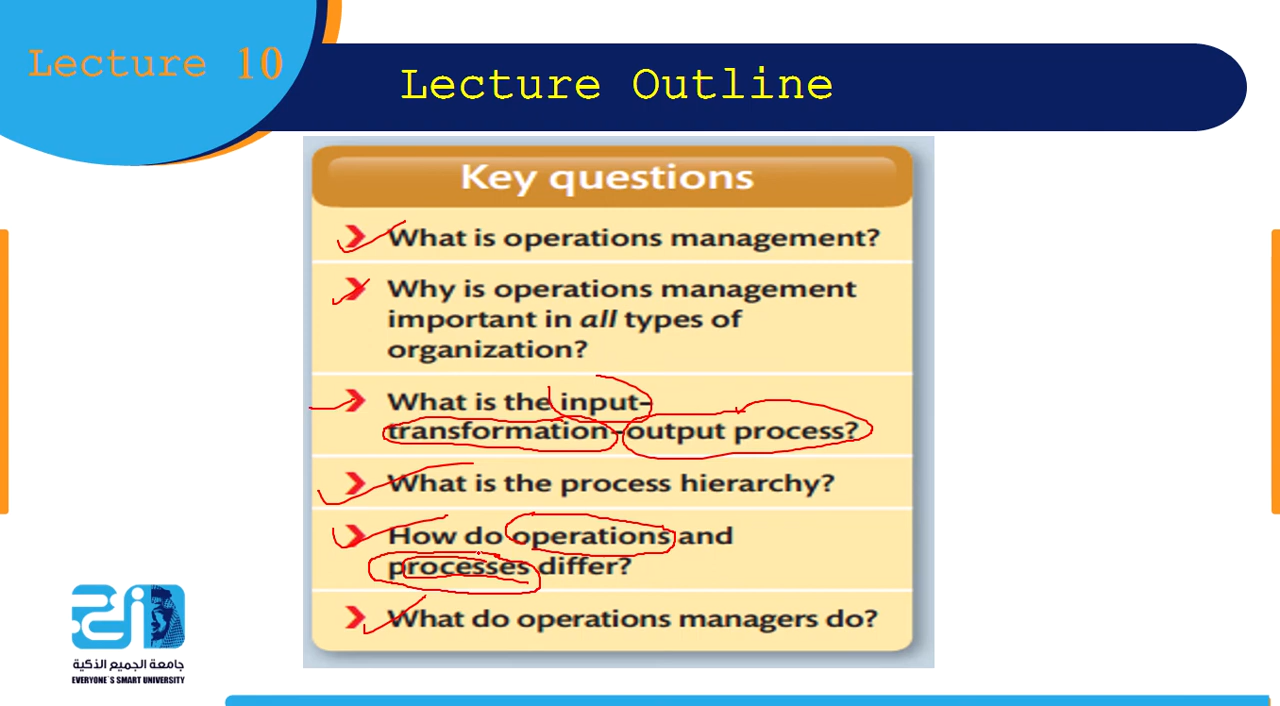 Lecture 10
Lecture Outline
Key questions
What is operations management?
Why is operations management
important in all types of
organization?
What is the input–
transformation–output process?
What is the process hierarchy?
How do operations and
processes differ?
What do operations managers do?
جامعة الجميع الذكية
EVERYONE`S SMART UNIVERSITY